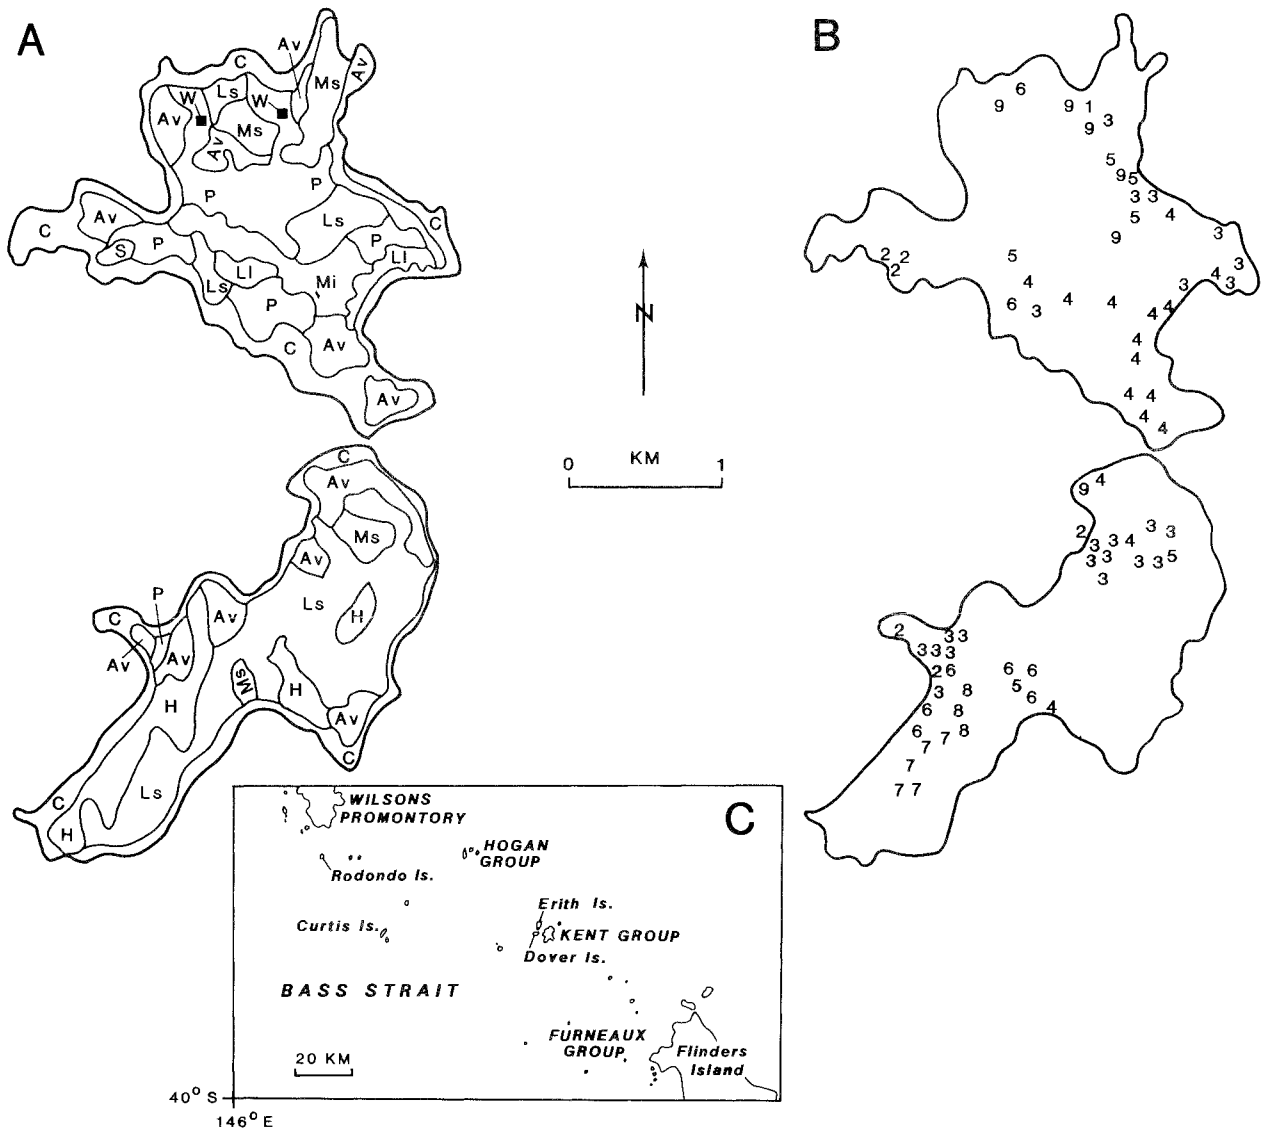 A
Av
C
Av
Ms
Ls
W
W
Av
Ms
Av
P
P
Av
Ls
C
C
S
P
P
Ll
Ll
Ls
Mi
P
C
Av
Av
C
Av
Ms
Av
P
Ls
H
C
Av
Av
Av
Ms
H
H
Av
C
Ls
C
H
N
KM
0 1
B
6
9 9 1
3
9
5
9 5
3 3
5 4
9 3
2 2 5
2 3
4 4 3
3
6 3 4 4 4 4
4
4
4 4
4
4
4
9
2 3 3
3 3 4
3 3 3 3 5
3
2
3 3
3 3 3
2 6 6 6
3 8 5
6 8 6 4
6 7 8
7
7
7 7
C
WILSONS
PROMONTORY
HOGAN
GROUP
Rodondo Is.
Erith Is.
Curtis Is.
KENT GROUP
Dover Is.
BASS STRAIT
FURNEAUX
GROUP
Flinders
Island
20 KM
40° S
146° E